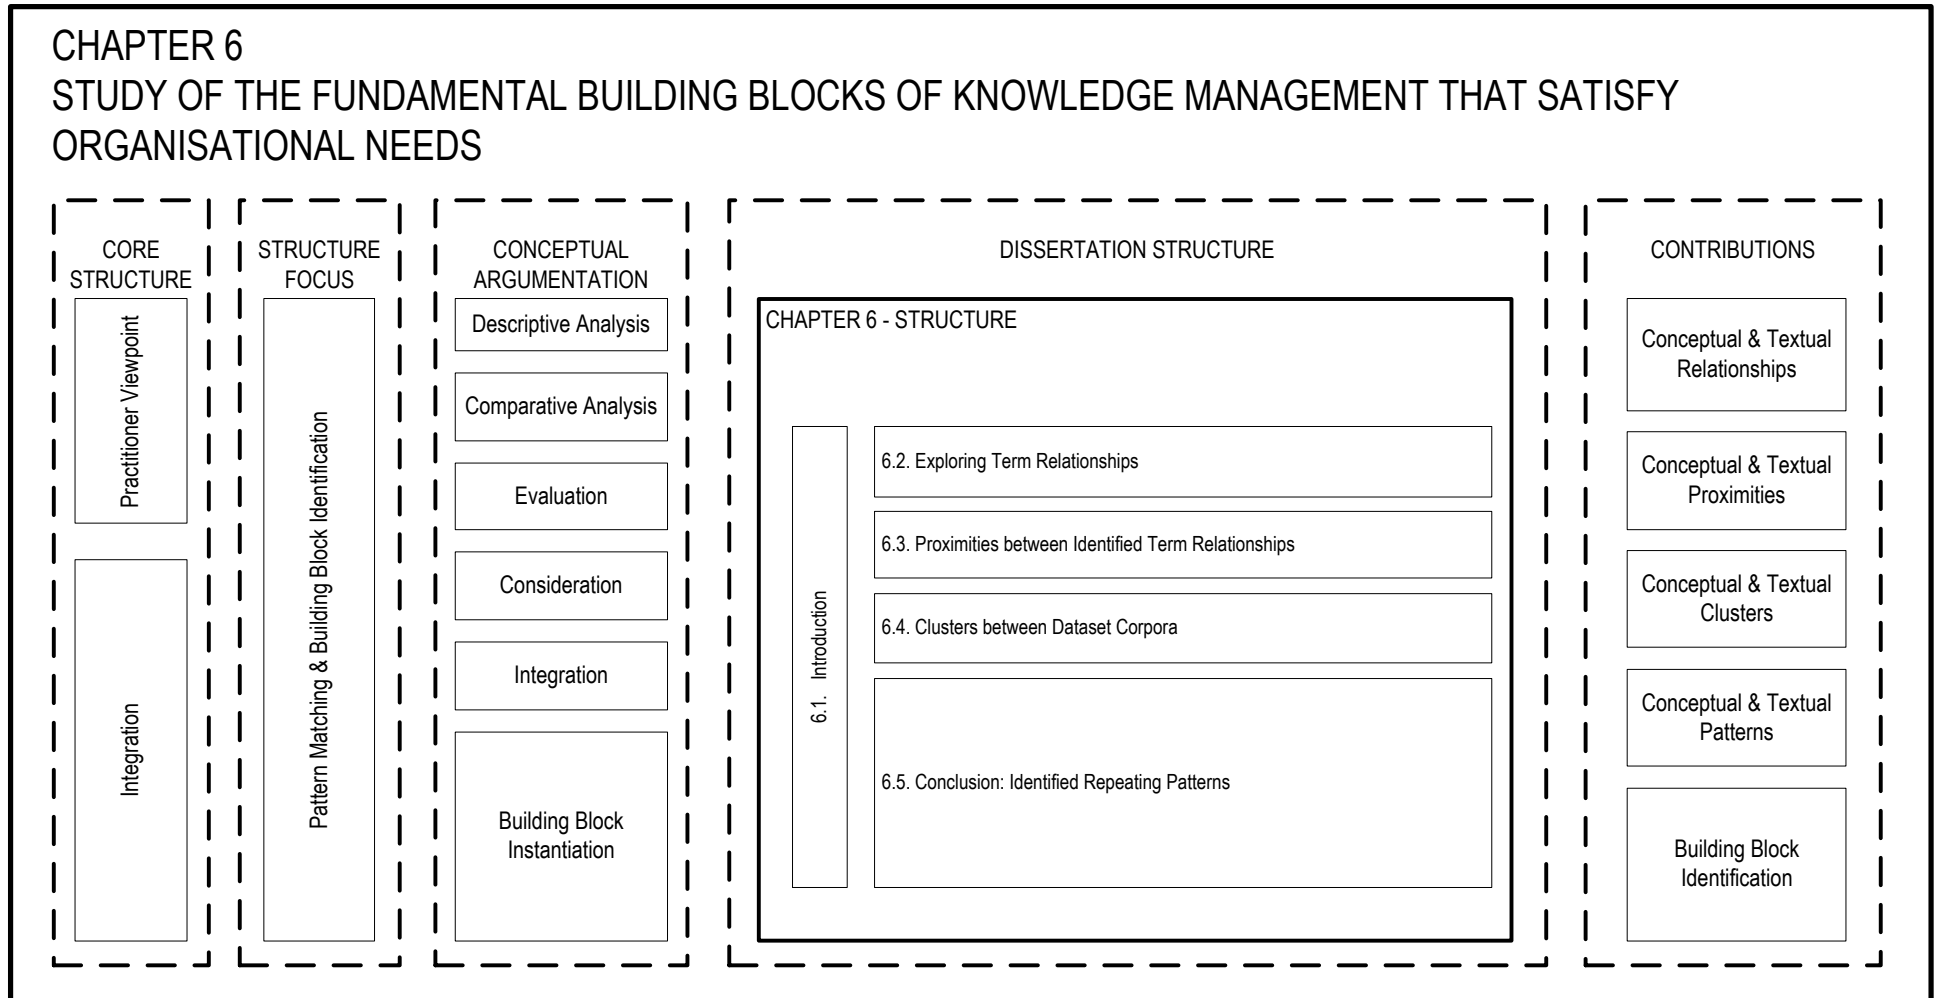 CHAPTER 6
STUDY OF THE FUNDAMENTAL BUILDING BLOCKS OF KNOWLEDGE MANAGEMENT THAT SATISFY
ORGANISATIONAL NEEDS
CORE
STRUCTURE
Practitioner Viewpoint
Integration
STRUCTURE
FOCUS
Pattern Matching & Building Block Identification
CONCEPTUAL
ARGUMENTATION
Descriptive Analysis
Comparative Analysis
Evaluation
Consideration
Integration
Building Block
Instantiation
DISSERTATION STRUCTURE
CHAPTER 6 - STRUCTURE
6.1. Introduction
6.2. Exploring Term Relationships
6.3. Proximities between Identified Term Relationships
6.4. Clusters between Dataset Corpora
6.5. Conclusion: Identified Repeating Patterns
CONTRIBUTIONS
Conceptual & Textual
Relationships
Conceptual & Textual
Proximities
Conceptual & Textual
Clusters
Conceptual & Textual
Patterns
Building Block
Identification